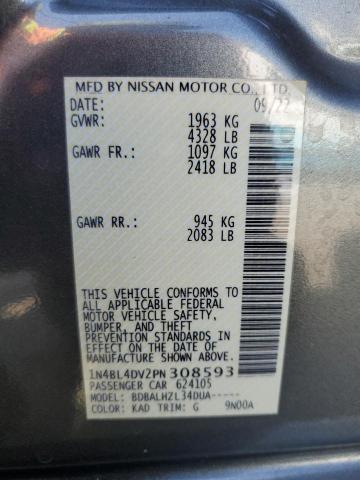 MFD BY NISSAN MOTOR CO., LTD.
DATE: 09/22
GVWR: 1963 KG
4328 LB
GAWR FR.: 1097 KG
2418 LB
GAWR RR.: 945 KG
2083 LB
THIS VEHICLE CONFORMS TO
ALL APPLICABLE FEDERAL
MOTOR VEHICLE SAFETY,
BUMPER, AND THEFT
PREVENTION STANDARDS IN
EFFECT ON THE DATE OF
MANUFACTURE SHOWN ABOVE.
1N4BL4DV2PN308593
PASSENGER CAR 624105
MODEL: BDBALHZL34DUA-----
COLOR: KAD TRIM: G 9N00A